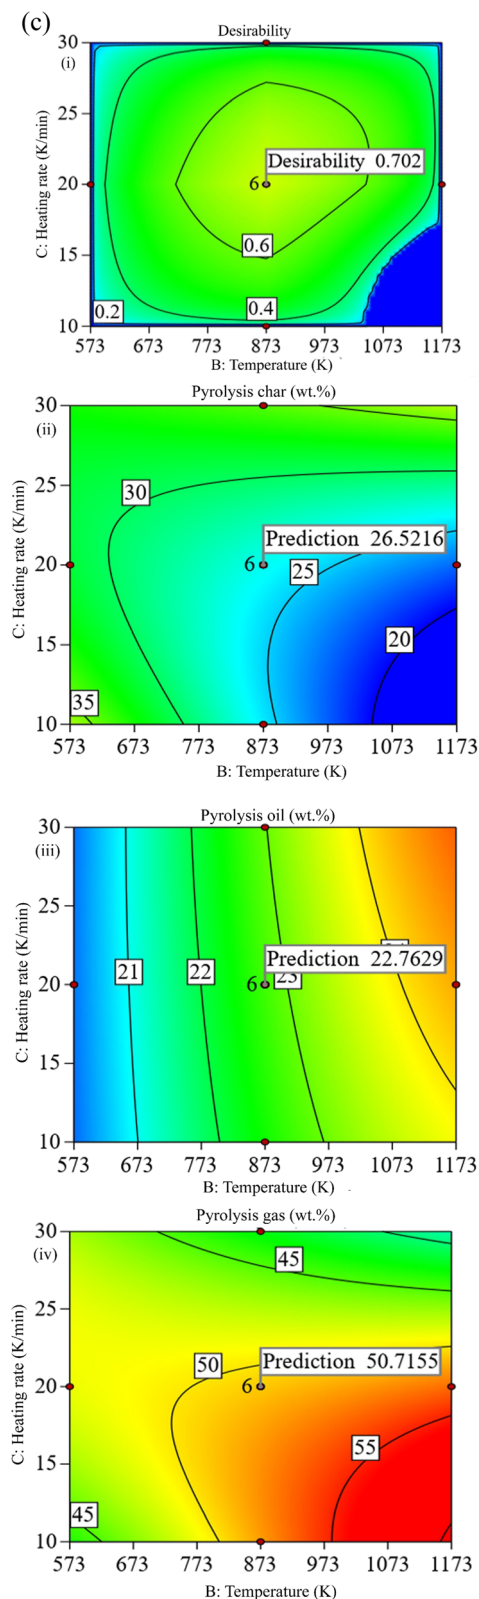 (c)
Desirability
(i)
30
25
20
15
10
C: Heating rate (K/min)
Desirability 0.702
6
0.6
0.4
0.2
573 673 773 873 973 1073 1173
B: Temperature (K)
Pyrolysis char (wt.%)
(ii)
30
25
20
15
10
C: Heating rate (K/min)
30
Prediction 26.5216
6
25
20
35
573 673 773 873 973 1073 1173
B: Temperature (K)
Pyrolysis oil (wt.%)
(iii)
30
25
20
15
10
C: Heating rate (K/min)
Prediction 22.7629
21 22 6 23
573 673 773 873 973 1073 1173
B: Temperature (K)
Pyrolysis gas (wt.%)
(iv)
30
25
20
15
10
C: Heating rate (K/min)
45
50
Prediction 50.7155
6
55
45
573 673 773 873 973 1073 1173
B: Temperature (K)